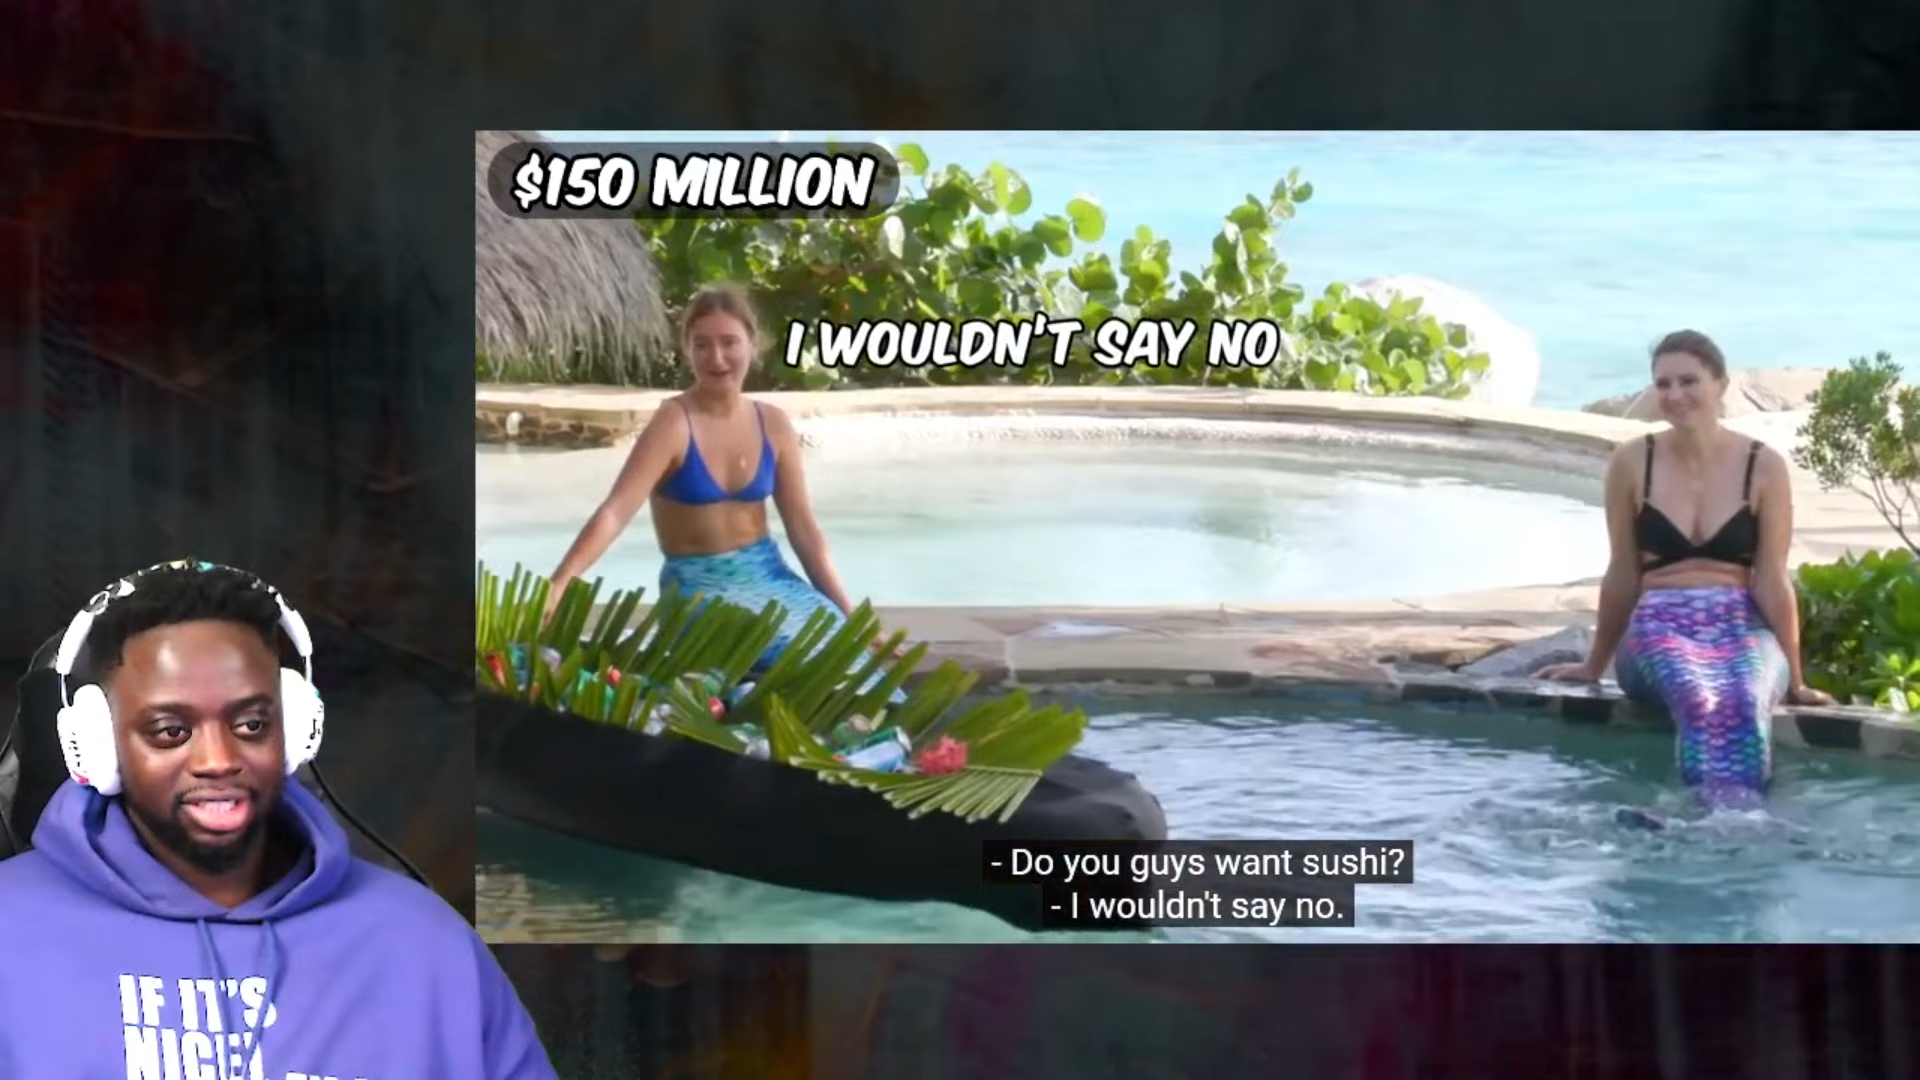 $150 MILLION
I WOULDN'T SAY NO
- Do you guys want sushi?
- I wouldn't say no.
IF IT'S